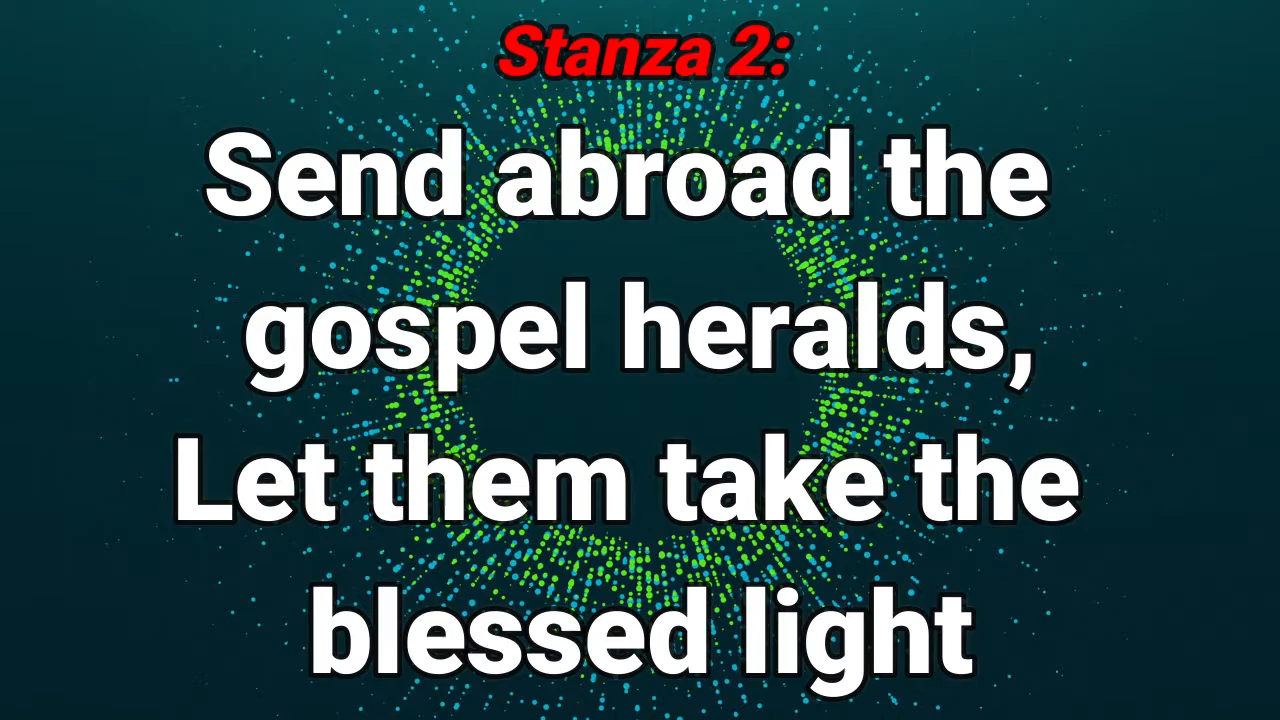 Stanza 2:
Send abroad the
gospel heralds,
Let them take the
blessed light